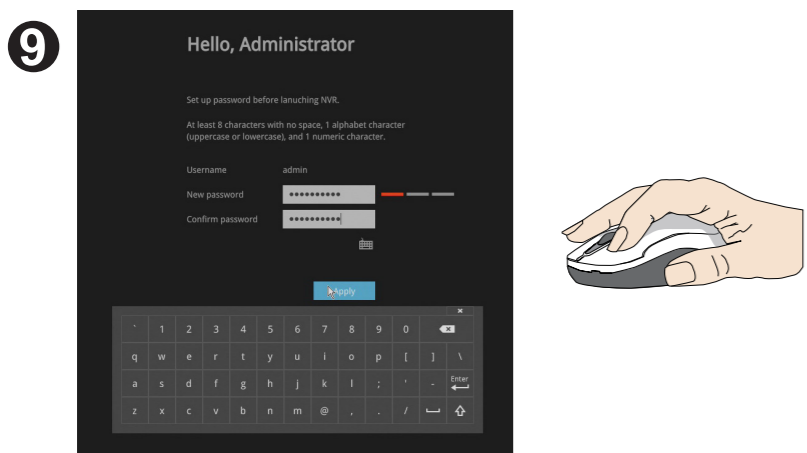 9
Hello, Administrator
Set up password before lanuching NVR.
At least 8 characters with no space, 1 alphabet character
(uppercase or lowercase), and 1 numeric character.
Username admin
New password ••••••••••
Confirm password ••••••••••
Apply
` 1 2 3 4 5 6 7 8 9 0
q w e r t y u i o p [ ] \
a s d f g h j k l ; ' - Enter
z x c v b n m @ , . /